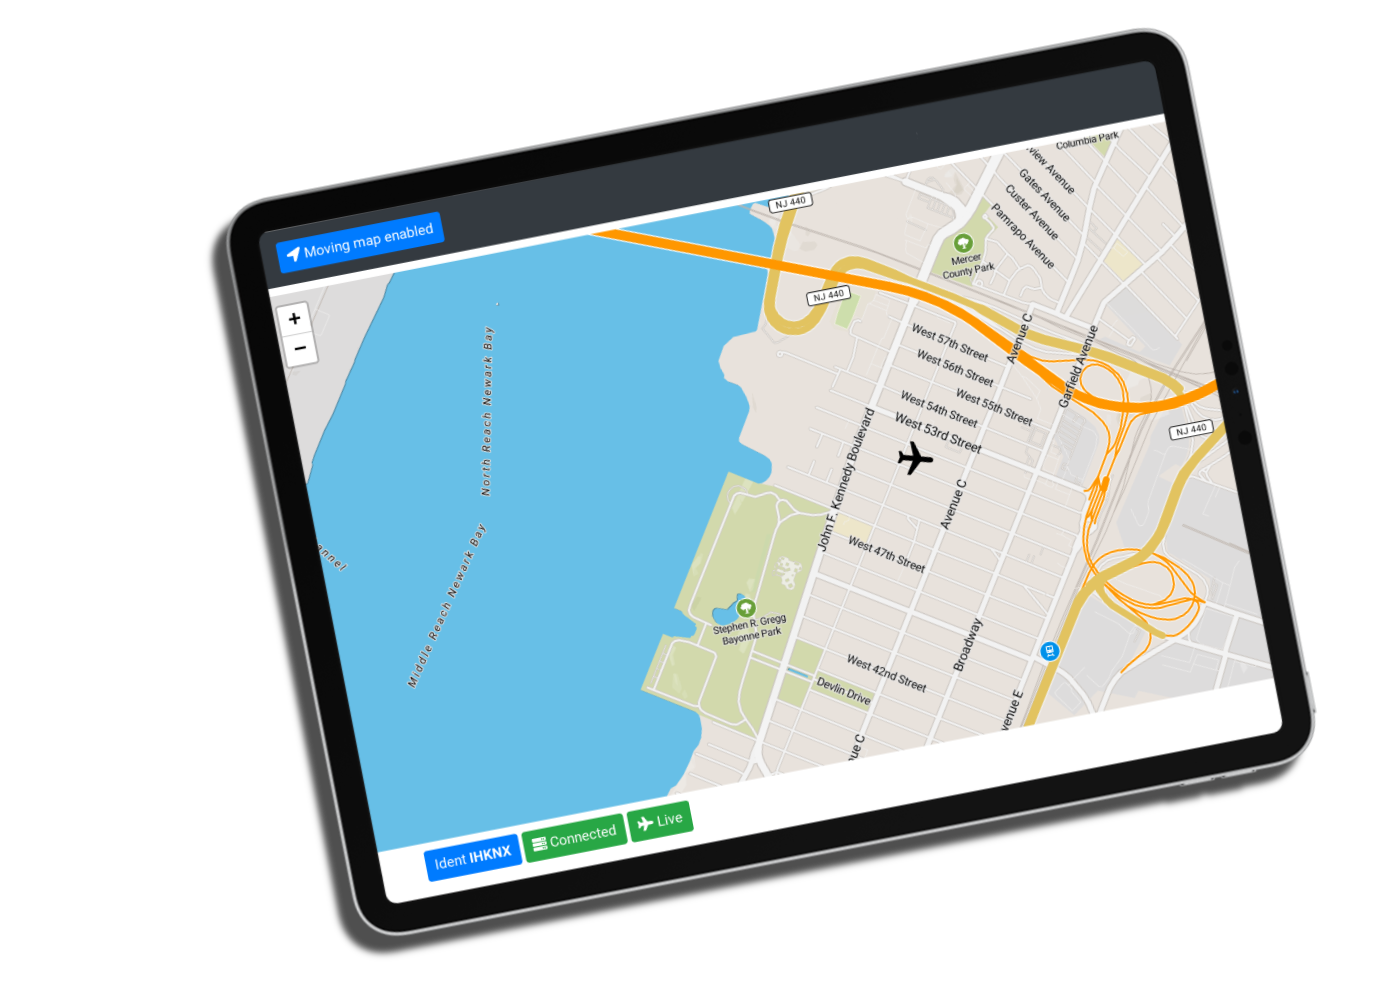 Moving map enabled
+
−
NJ 440
Columbia Park
view Avenue
Gates Avenue
Custer Avenue
Pamrapo Avenue
Mercer
County Park
NJ 440
North Reach Newark Bay
West 57th Street
Avenue C
Garfield Avenue
West 56th Street
West 55th Street
West 54th Street
West 53rd Street
NJ 440
John F. Kennedy Boulevard
Avenue C
annel
Middle Reach Newark Bay
West 47th Street
Stephen R. Gregg
Bayonne Park
Broadway
West 42nd Street
Devlin Drive
venue E
ue C
Ident IHKNX
Connected
Live